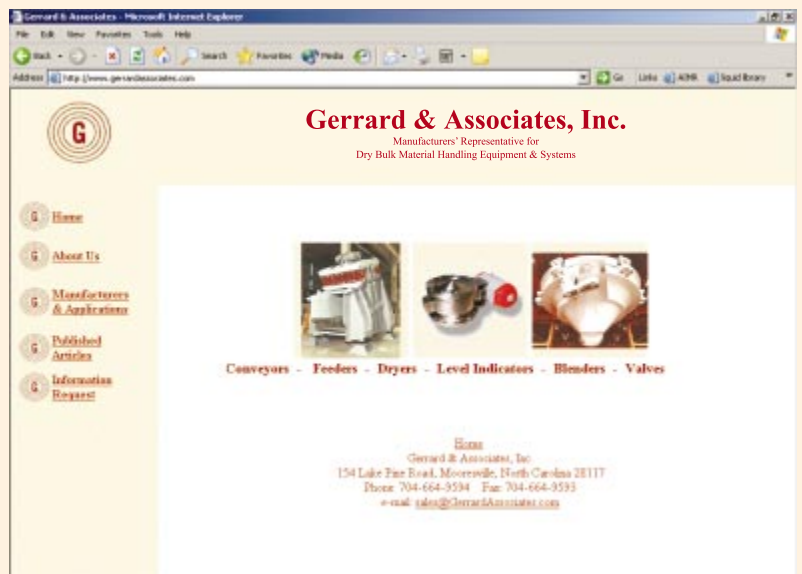 Gerrard & Associates - Microsoft Internet Explorer
File Edit View Favorites Tools Help
Back Search Favorites Media
Address http://www.gerrardassociates.com Go Links AIMR liquid library
G
Gerrard & Associates, Inc.
Manufacturers' Representative for
Dry Bulk Material Handling Equipment & Systems
G Home
G About Us
G Manufacturers
& Applications
G Published
Articles
G Information
Request
Conveyors - Feeders - Dryers - Level Indicators - Blenders - Valves
Home
Gerrard & Associates, Inc.
154 Lake Pine Road, Mooresville, North Carolina 28117
Phone: 704-664-9594 Fax: 704-664-9593
e-mail: sales@GerrardAssociates.com